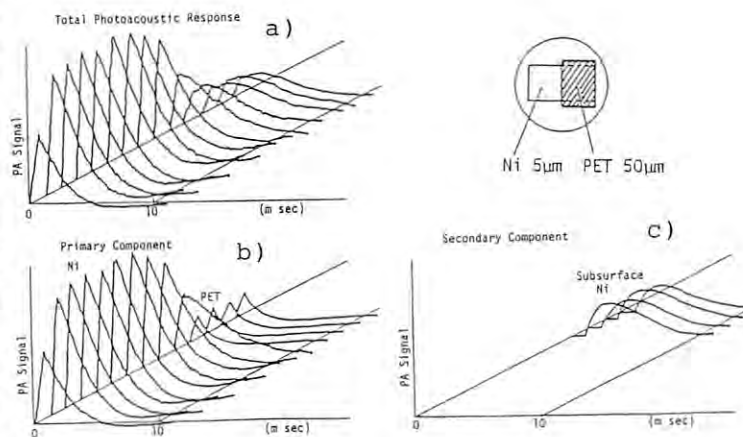 Total Photoacoustic Response
a)
PA Signal
0
10
(m sec)
Ni 5μm PET 50μm
Primary Component
b)
Ni
PET
PA Signal
0
10
(m sec)
Secondary Component
c)
Subsurface
Ni
PA Signal
0
10
(m sec)